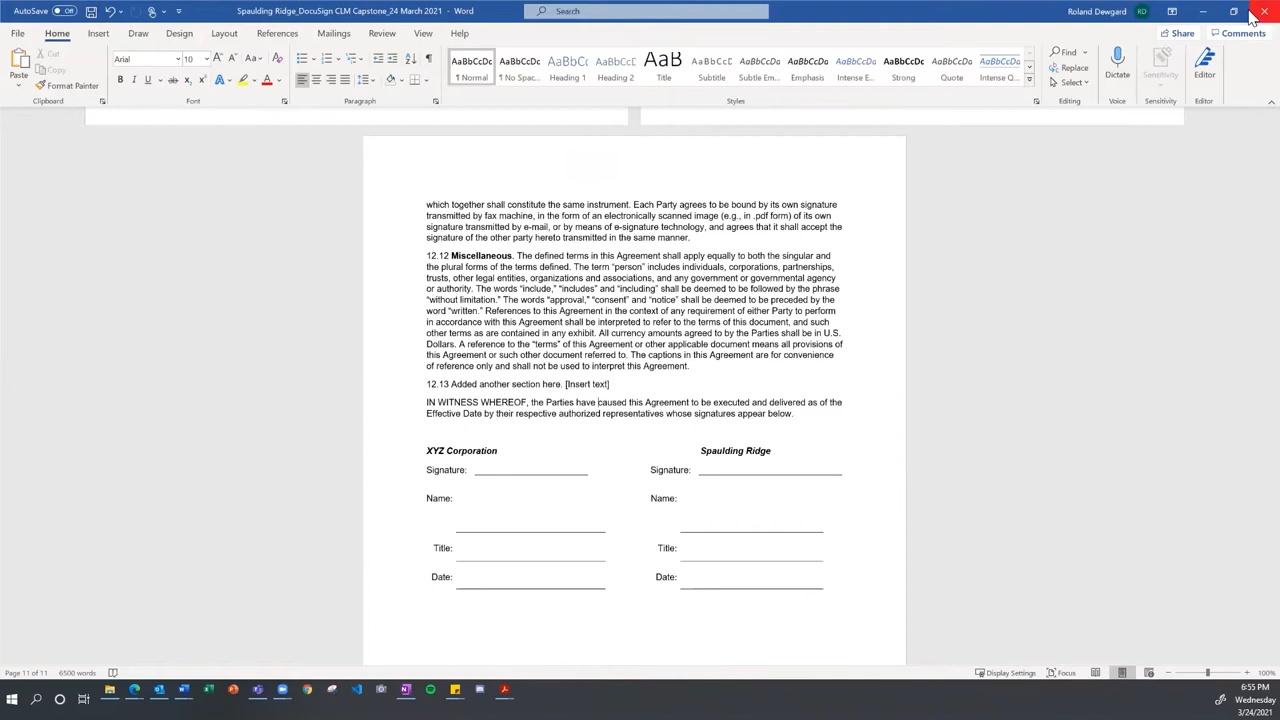 AutoSave Off Spaulding Ridge_DocuSign CLM Capstone_24 March 2021 - Word Search Roland Dewgard RD
File Home Insert Draw Design Layout References Mailings Review View Help Share Comments
Paste Cut Copy Format Painter Clipboard
Arial 10 Font
Paragraph
AaBbCcDc ¶ Normal AaBbCcDc ¶ No Spac... AaBbCc Heading 1 AaBbCcC Heading 2 AaB Title AaBbCcD Subtitle AaBbCcDc Subtle Em... AaBbCcDc Emphasis AaBbCcDc Intense E... AaBbCcDc Strong AaBbCcDc Quote AaBbCcDc Intense Q... Styles
Find Replace Select Editing
Dictate Voice
Sensitivity Sensitivity
Editor Editor
which together shall constitute the same instrument. Each Party agrees to be bound by its own signature
transmitted by fax machine, in the form of an electronically scanned image (e.g., in .pdf form) of its own
signature transmitted by e-mail, or by means of e-signature technology, and agrees that it shall accept the
signature of the other party hereto transmitted in the same manner.
12.12 Miscellaneous. The defined terms in this Agreement shall apply equally to both the singular and
the plural forms of the terms defined. The term "person" includes individuals, corporations, partnerships,
trusts, other legal entities, organizations and associations, and any government or governmental agency
or authority. The words "include," "includes" and "including" shall be deemed to be followed by the phrase
"without limitation." The words "approval," "consent" and "notice" shall be deemed to be preceded by the
word "written." References to this Agreement in the context of any requirement of either Party to perform
in accordance with this Agreement shall be interpreted to refer to the terms of this document, and such
other terms as are contained in any exhibit. All currency amounts agreed to by the Parties shall be in U.S.
Dollars. A reference to the "terms" of this Agreement or other applicable document means all provisions of
this Agreement or such other document referred to. The captions in this Agreement are for convenience
of reference only and shall not be used to interpret this Agreement.
12.13 Added another section here. [Insert text]
IN WITNESS WHEREOF, the Parties have caused this Agreement to be executed and delivered as of the
Effective Date by their respective authorized representatives whose signatures appear below.
XYZ Corporation Spaulding Ridge
Signature: Signature:
Name: Name:
Title: Title:
Date: Date:
Page 11 of 11 6500 words Display Settings Focus 100%
6:55 PM
Wednesday
3/24/2021